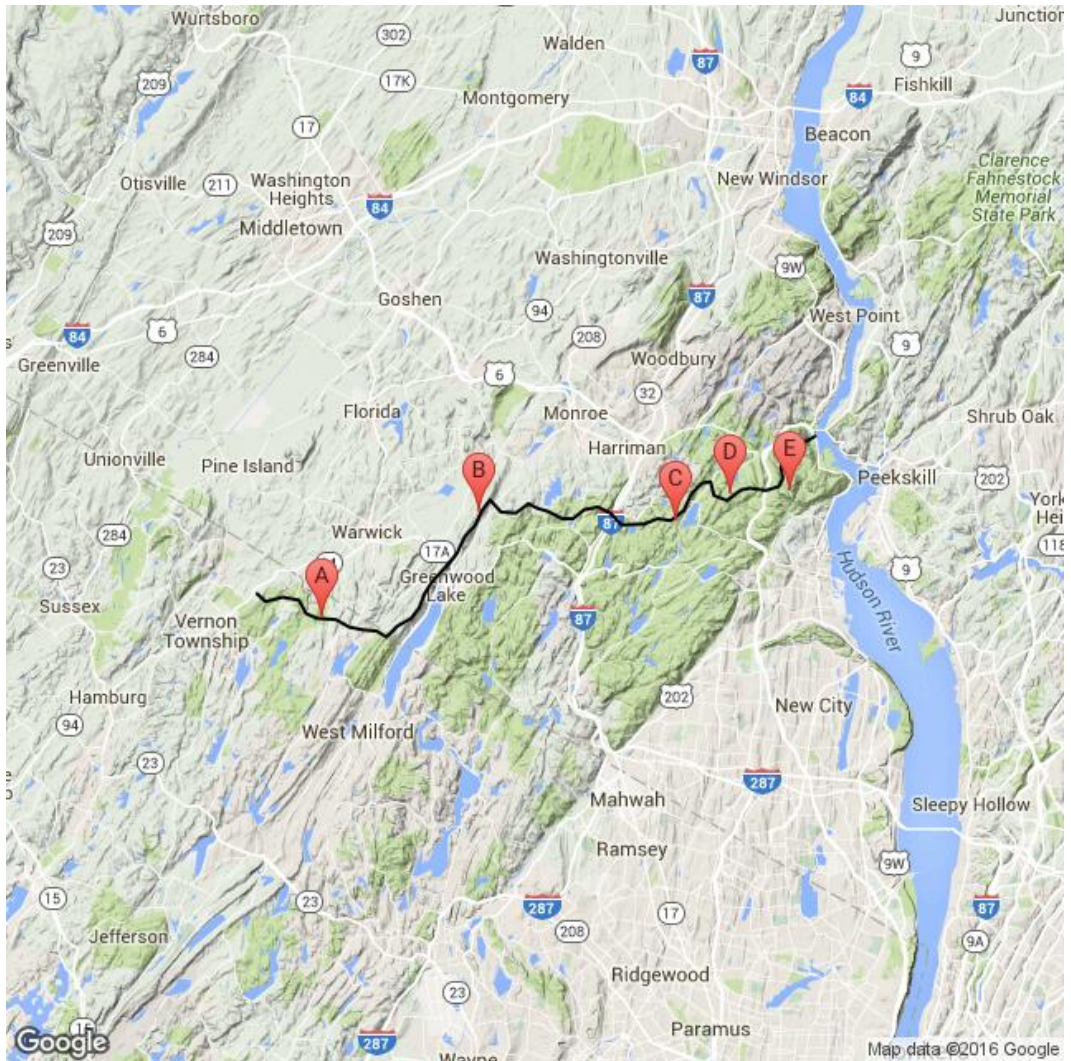 Wurtsboro
302
Walden
87
9
Junction
209
17K
Fishkill
Montgomery
84
17
Beacon
Clarence
Fahnestock
Memorial
State Park
Otisville
211
Washington
Heights
New Windsor
84
Middletown
209
Washingtonville
9W
87
Goshen
94
West Point
84
6
208
9
Greenville
284
Woodbury
6
32
Florida
Monroe
Shrub Oak
Harriman
Unionville
Pine Island
B
C
D
E
Peekskill
202
284
Warwick
87
17A
118
23
A
Greenwood
Lake
9
Sussex
Vernon
Township
87
Hudson River
Hamburg
202
New City
94
West Milford
23
287
Mahwah
Sleepy Hollow
Ramsey
9W
15
23
287
17
87
208
9A
Jefferson
Ridgewood
23
15
Paramus
287
Google
Wayne
Map data ©2016 Google